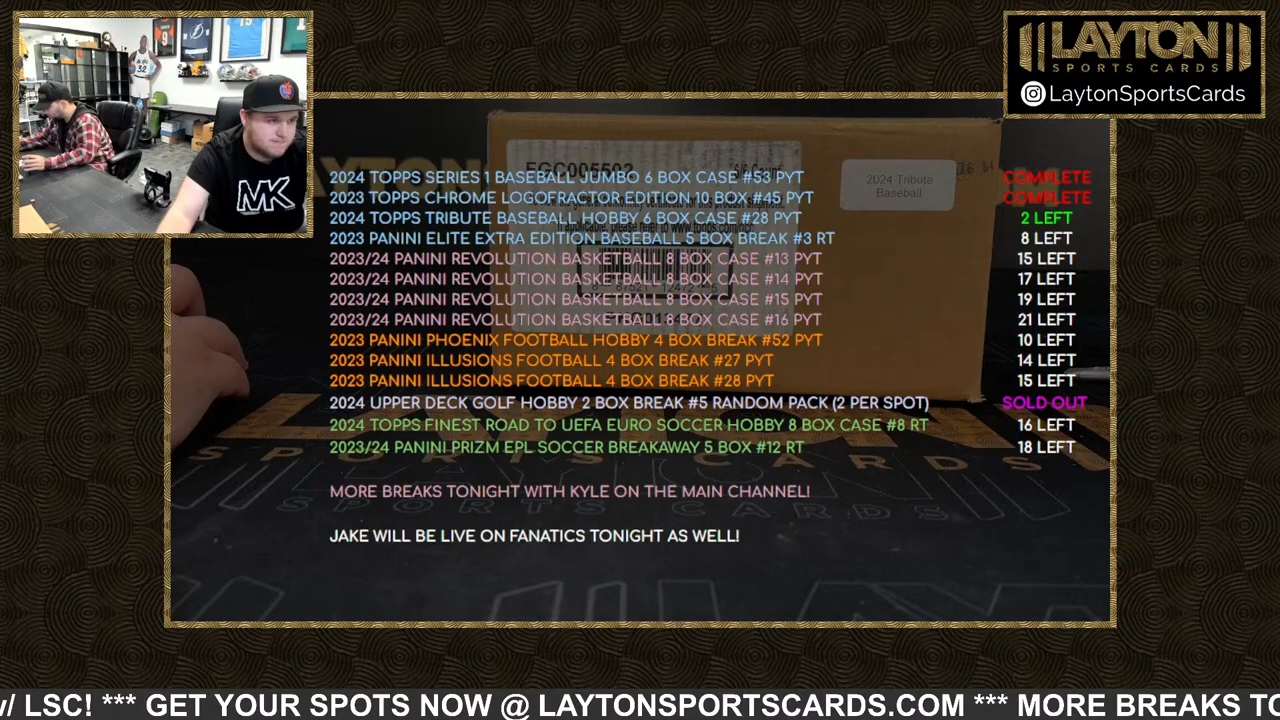 LAYTON
SPORTS CARDS
LaytonSportsCards
32
9
MK
2024 Tribute
Baseball
2024 TOPPS SERIES 1 BASEBALL JUMBO 6 BOX CASE #53 PYT COMPLETE
2023 TOPPS CHROME LOGOFRACTOR EDITION 10 BOX #45 PYT COMPLETE
2024 TOPPS TRIBUTE BASEBALL HOBBY 6 BOX CASE #28 PYT 2 LEFT
2023 PANINI ELITE EXTRA EDITION BASEBALL 5 BOX BREAK #3 RT 8 LEFT
2023/24 PANINI REVOLUTION BASKETBALL 8 BOX CASE #13 PYT 15 LEFT
2023/24 PANINI REVOLUTION BASKETBALL 8 BOX CASE #14 PYT 17 LEFT
2023/24 PANINI REVOLUTION BASKETBALL 8 BOX CASE #15 PYT 19 LEFT
2023/24 PANINI REVOLUTION BASKETBALL 8 BOX CASE #16 PYT 21 LEFT
2023 PANINI PHOENIX FOOTBALL HOBBY 4 BOX BREAK #52 PYT 10 LEFT
2023 PANINI ILLUSIONS FOOTBALL 4 BOX BREAK #27 PYT 14 LEFT
2023 PANINI ILLUSIONS FOOTBALL 4 BOX BREAK #28 PYT 15 LEFT
2024 UPPER DECK GOLF HOBBY 2 BOX BREAK #5 RANDOM PACK (2 PER SPOT) SOLD OUT
2024 TOPPS FINEST ROAD TO UEFA EURO SOCCER HOBBY 8 BOX CASE #8 RT 16 LEFT
2023/24 PANINI PRIZM EPL SOCCER BREAKAWAY 5 BOX #12 RT 18 LEFT
MORE BREAKS TONIGHT WITH KYLE ON THE MAIN CHANNEL!
JAKE WILL BE LIVE ON FANATICS TONIGHT AS WELL!
w/ LSC! *** GET YOUR SPOTS NOW @ LAYTONSPORTSCARDS.COM *** MORE BREAKS TO